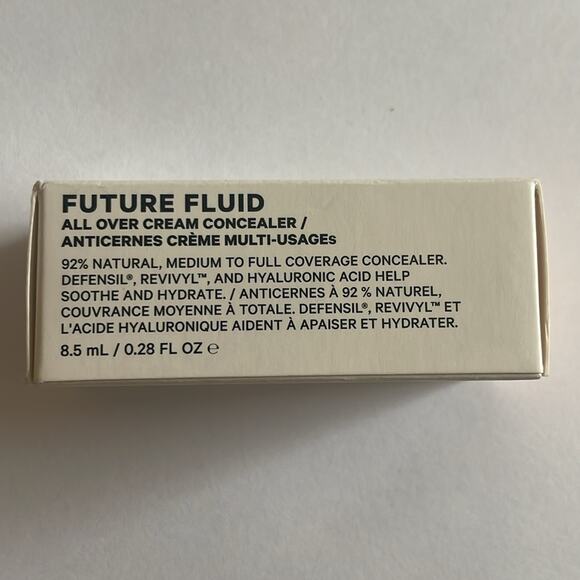 FUTURE FLUID
ALL OVER CREAM CONCEALER /
ANTICERNES CRÈME MULTI-USAGEs
92% NATURAL, MEDIUM TO FULL COVERAGE CONCEALER.
DEFENSIL®, REVIVYL™, AND HYALURONIC ACID HELP
SOOTHE AND HYDRATE. / ANTICERNES À 92 % NATUREL,
COUVRANCE MOYENNE À TOTALE. DEFENSIL®, REVIVYL™ ET
L'ACIDE HYALURONIQUE AIDENT À APAISER ET HYDRATER.
8.5 mL / 0.28 FL OZ ℮